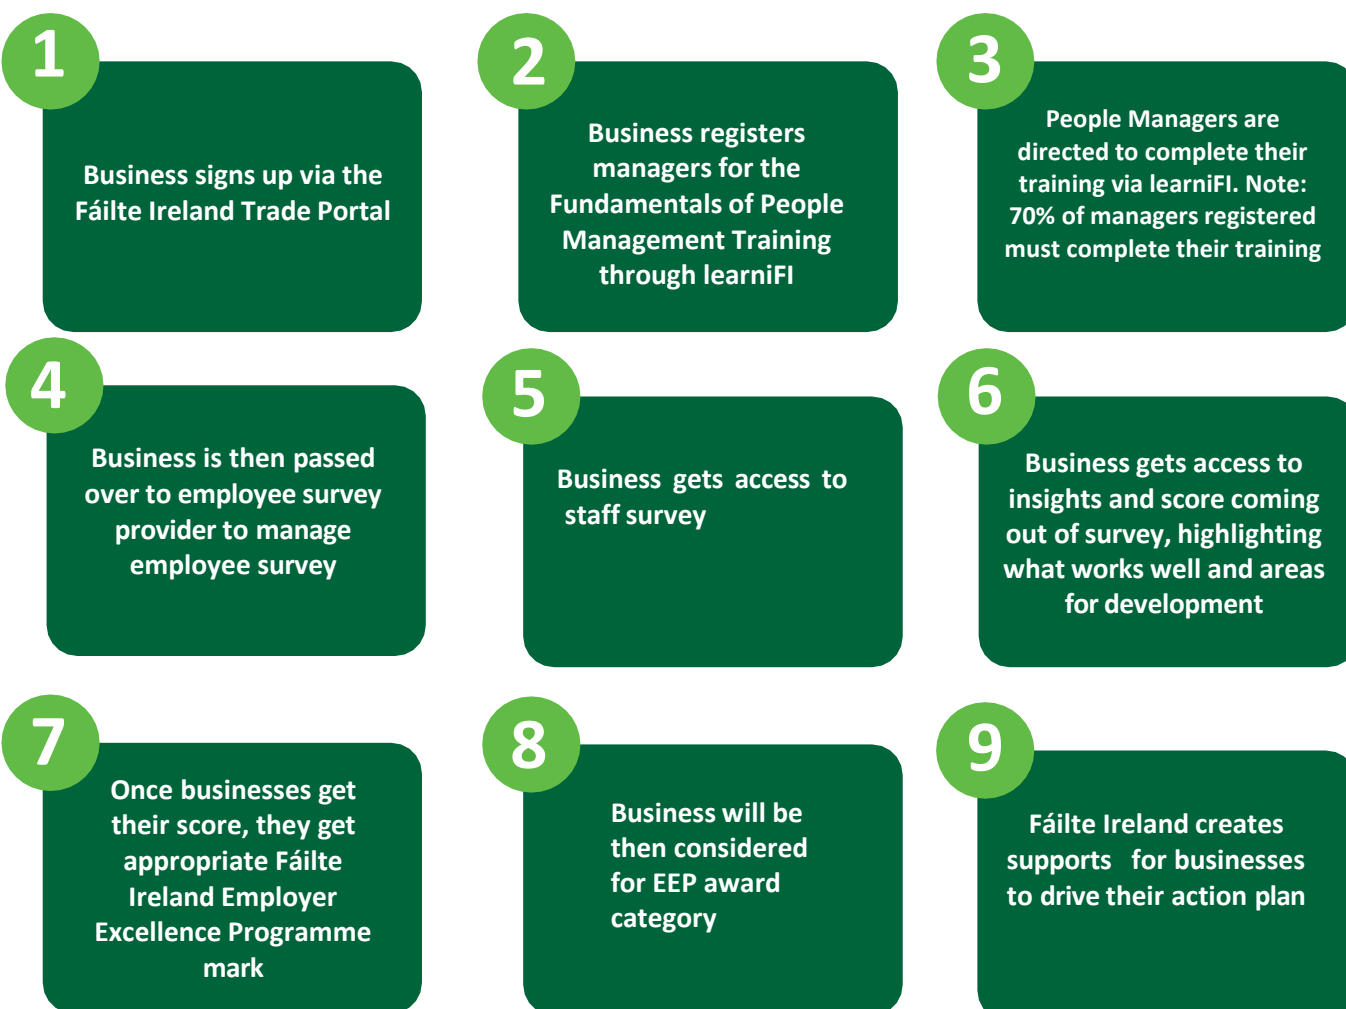 1
Business signs up via the
Fáilte Ireland Trade Portal
2
Business registers
managers for the
Fundamentals of People
Management Training
through learniFI
3
People Managers are
directed to complete their
training via learniFI. Note:
70% of managers registered
must complete their training
4
Business is then passed
over to employee survey
provider to manage
employee survey
5
Business gets access to
staff survey
6
Business gets access to
insights and score coming
out of survey, highlighting
what works well and areas
for development
7
Once businesses get
their score, they get
appropriate Fáilte
Ireland Employer
Excellence Programme
mark
8
Business will be
then considered
for EEP award
category
9
Fáilte Ireland creates
supports for businesses
to drive their action plan